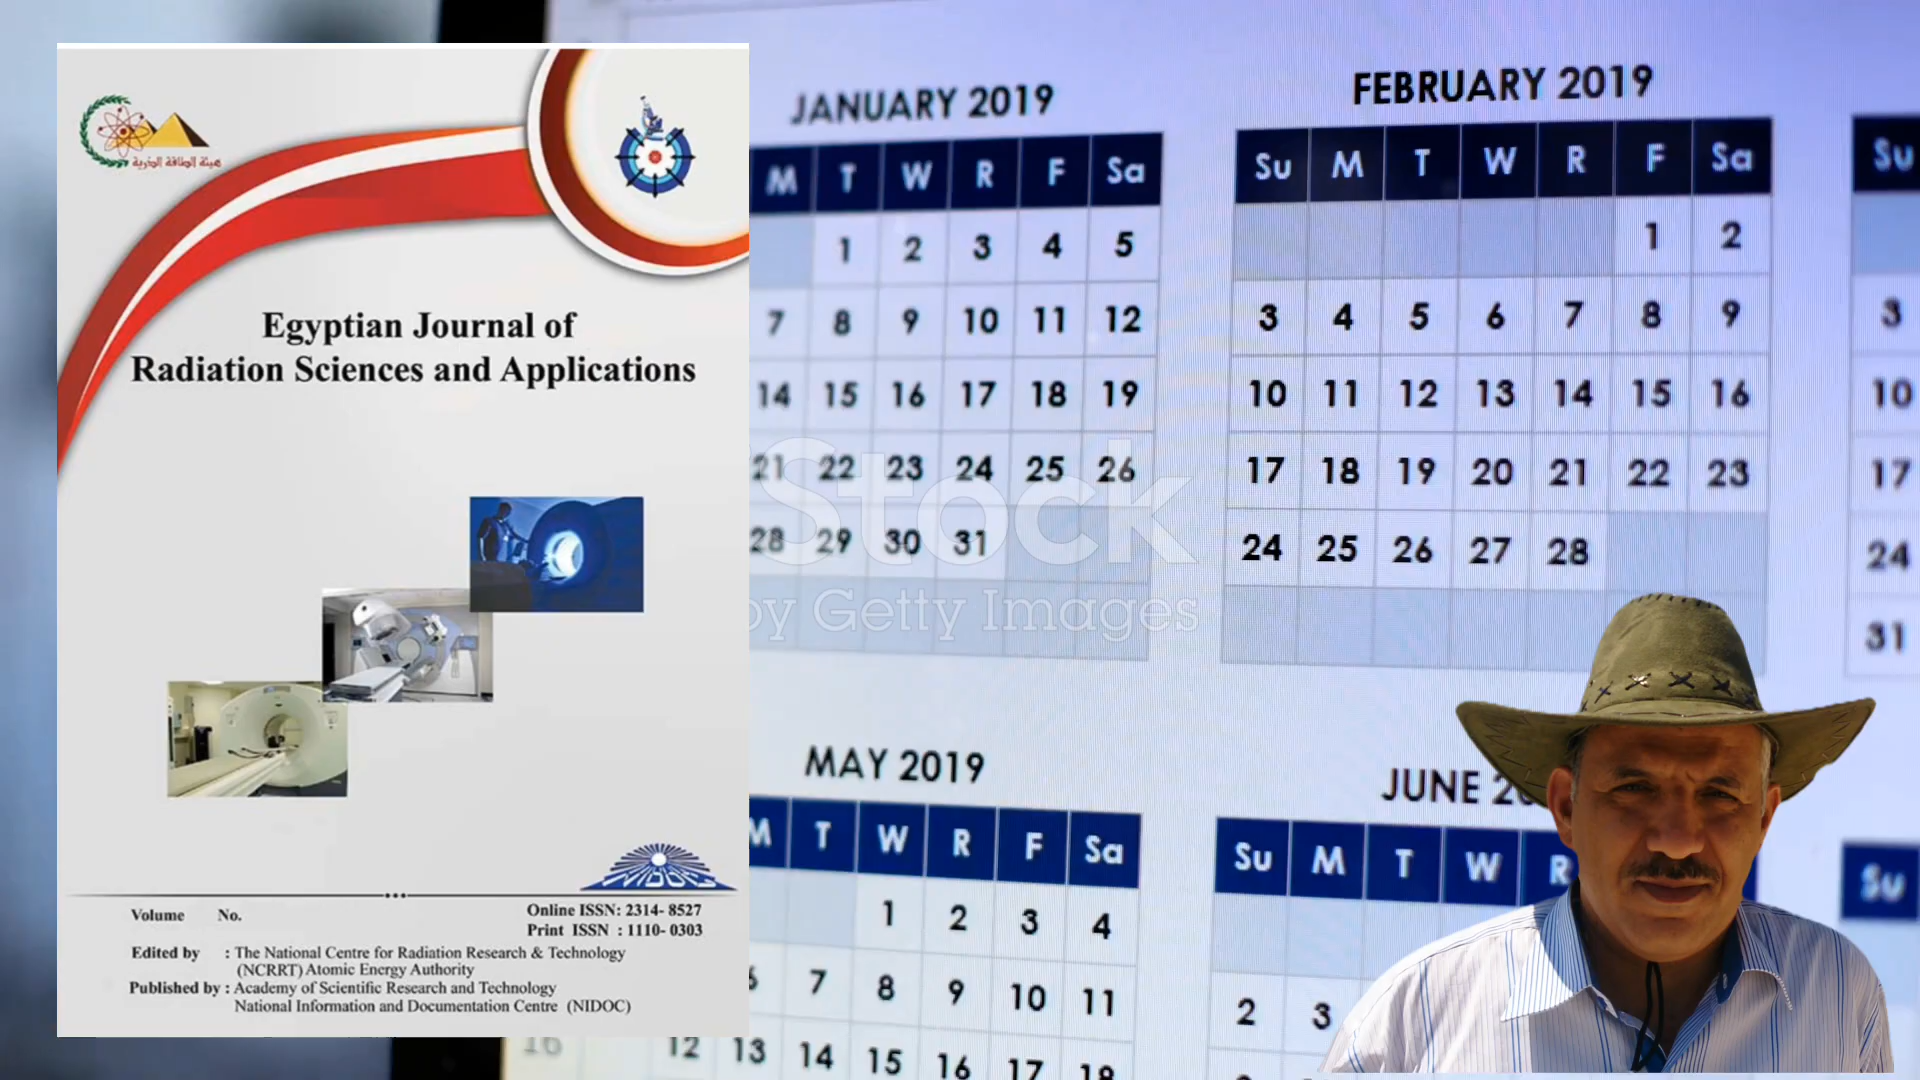 هيئة الطاقة الذرية
Egyptian Journal of
Radiation Sciences and Applications
NIDOC
Volume No.
Online ISSN: 2314- 8527
Print ISSN : 1110- 0303
Edited by : The National Centre for Radiation Research & Technology
(NCRRT) Atomic Energy Authority
Published by : Academy of Scientific Research and Technology
National Information and Documentation Centre (NIDOC)
JANUARY 2019
M T W R F Sa
1 2 3 4 5
7 8 9 10 11 12
14 15 16 17 18 19
21 22 23 24 25 26
28 29 30 31
FEBRUARY 2019
Su M T W R F Sa
1 2
3 4 5 6 7 8 9
10 11 12 13 14 15 16
17 18 19 20 21 22 23
24 25 26 27 28
Su
3
10
17
24
31
iStock
by Getty Images
MAY 2019
M T W R F Sa
1 2 3 4
7 8 9 10 11
16 12 13 14 15 16 17 18
JUNE
Su M T W R
2 3
Su